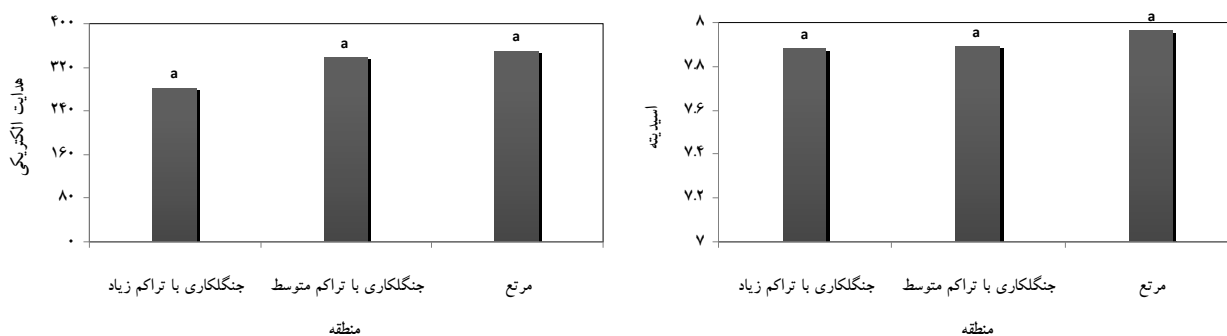 ۴۰۰
۳۲۰
۲۴۰
۱۶۰
۸۰
۰
هدایت الکتریکی
a
a
a
جنگلکاری با تراکم زیاد
جنگلکاری با تراکم متوسط
مرتع
منطقه
۸
۷.۸
۷.۶
۷.۴
۷.۲
۷
اسیدیته
a
a
a
جنگلکاری با تراکم زیاد
جنگلکاری با تراکم متوسط
مرتع
منطقه